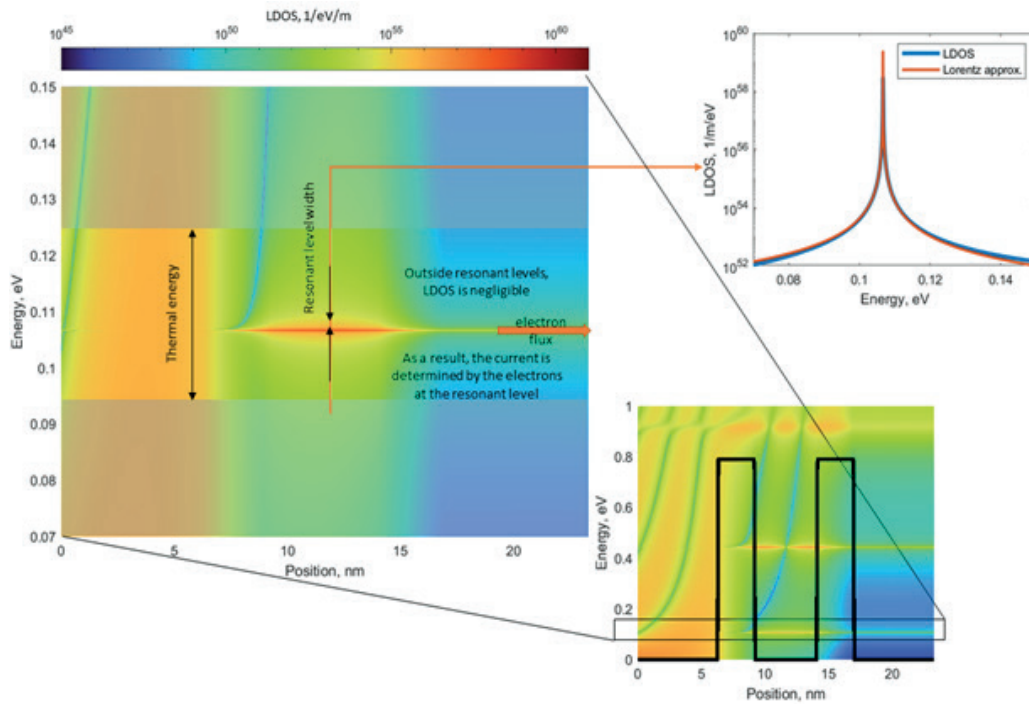 LDOS, 1/eV/m
10^45 10^50 10^55 10^60
0.15
0.14
0.13
0.12
0.11
0.1
0.09
0.08
0.07
Energy, eV
Thermal energy
Resonant level width
Outside resonant levels,
LDOS is negligible
electron
flux
As a result, the current is
determined by the electrons
at the resonant level
0 5 10 15 20
Position, nm
10^60
10^58
10^56
10^54
10^52
LDOS, 1/m/eV
LDOS
Lorentz approx.
0.08 0.1 0.12 0.14
Energy, eV
1
0.8
0.6
0.4
0.2
0
Energy, eV
0 5 10 15 20
Position, nm